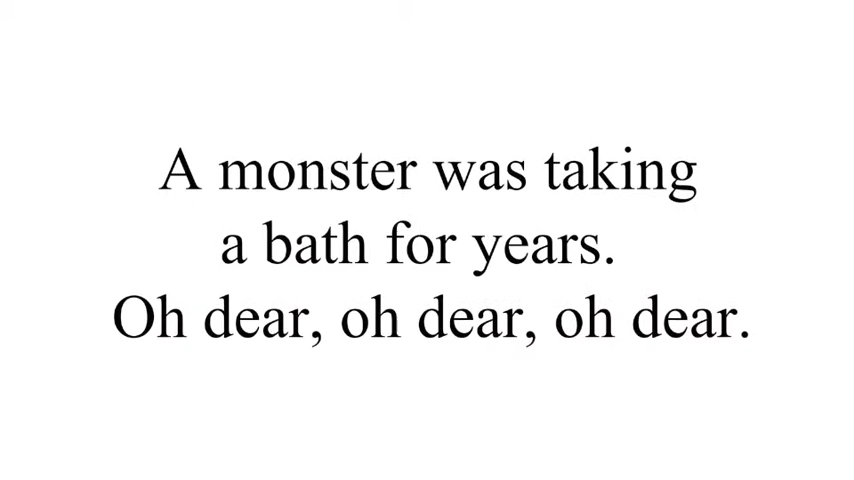 A monster was taking
a bath for years.
Oh dear, oh dear, oh dear.